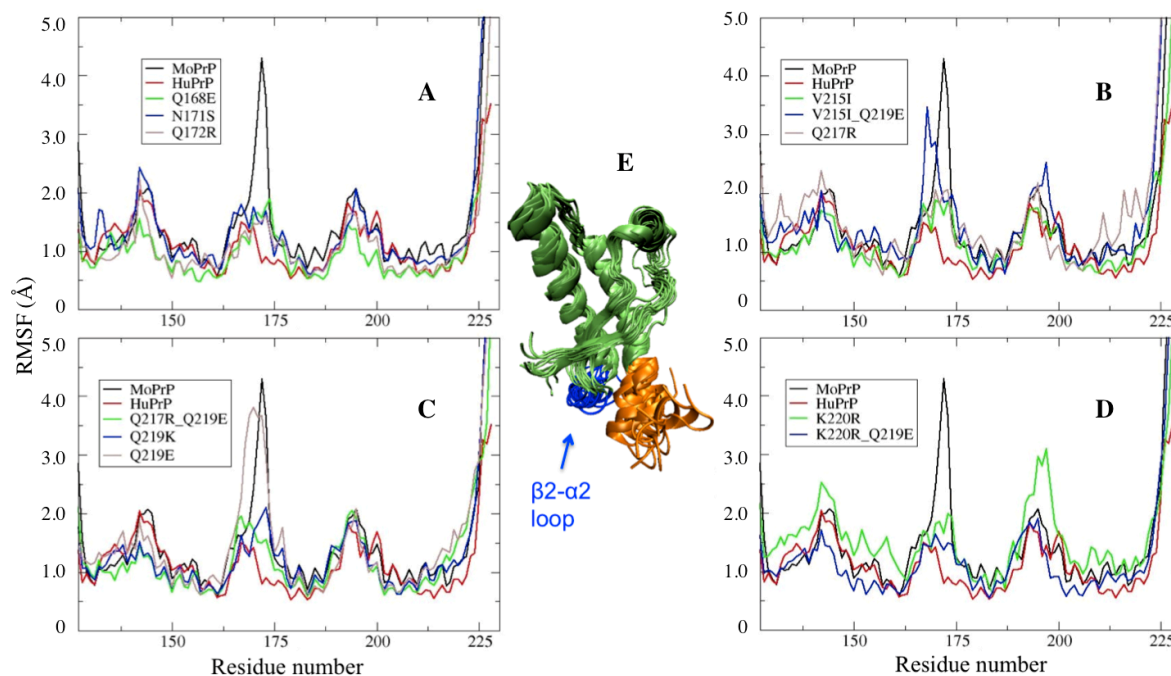 5.0
4.0
3.0
2.0
1.0
0.0
MoPrP
HuPrP
Q168E
N171S
Q172R
A
150
200
225
5.0
4.0
3.0
2.0
1.0
0.0
MoPrP
HuPrP
V215I
V215I_Q219E
Q217R
B
150
175
200
225
E
β2-α2
loop
RMSF (Å)
5.0
4.0
3.0
2.0
1.0
0.0
MoPrP
HuPrP
Q217R_Q219E
Q219K
Q219E
C
150
175
200
225
Residue number
5.0
4.0
3.0
2.0
1.0
0.0
MoPrP
HuPrP
K220R
K220R_Q219E
D
150
175
200
225
Residue number